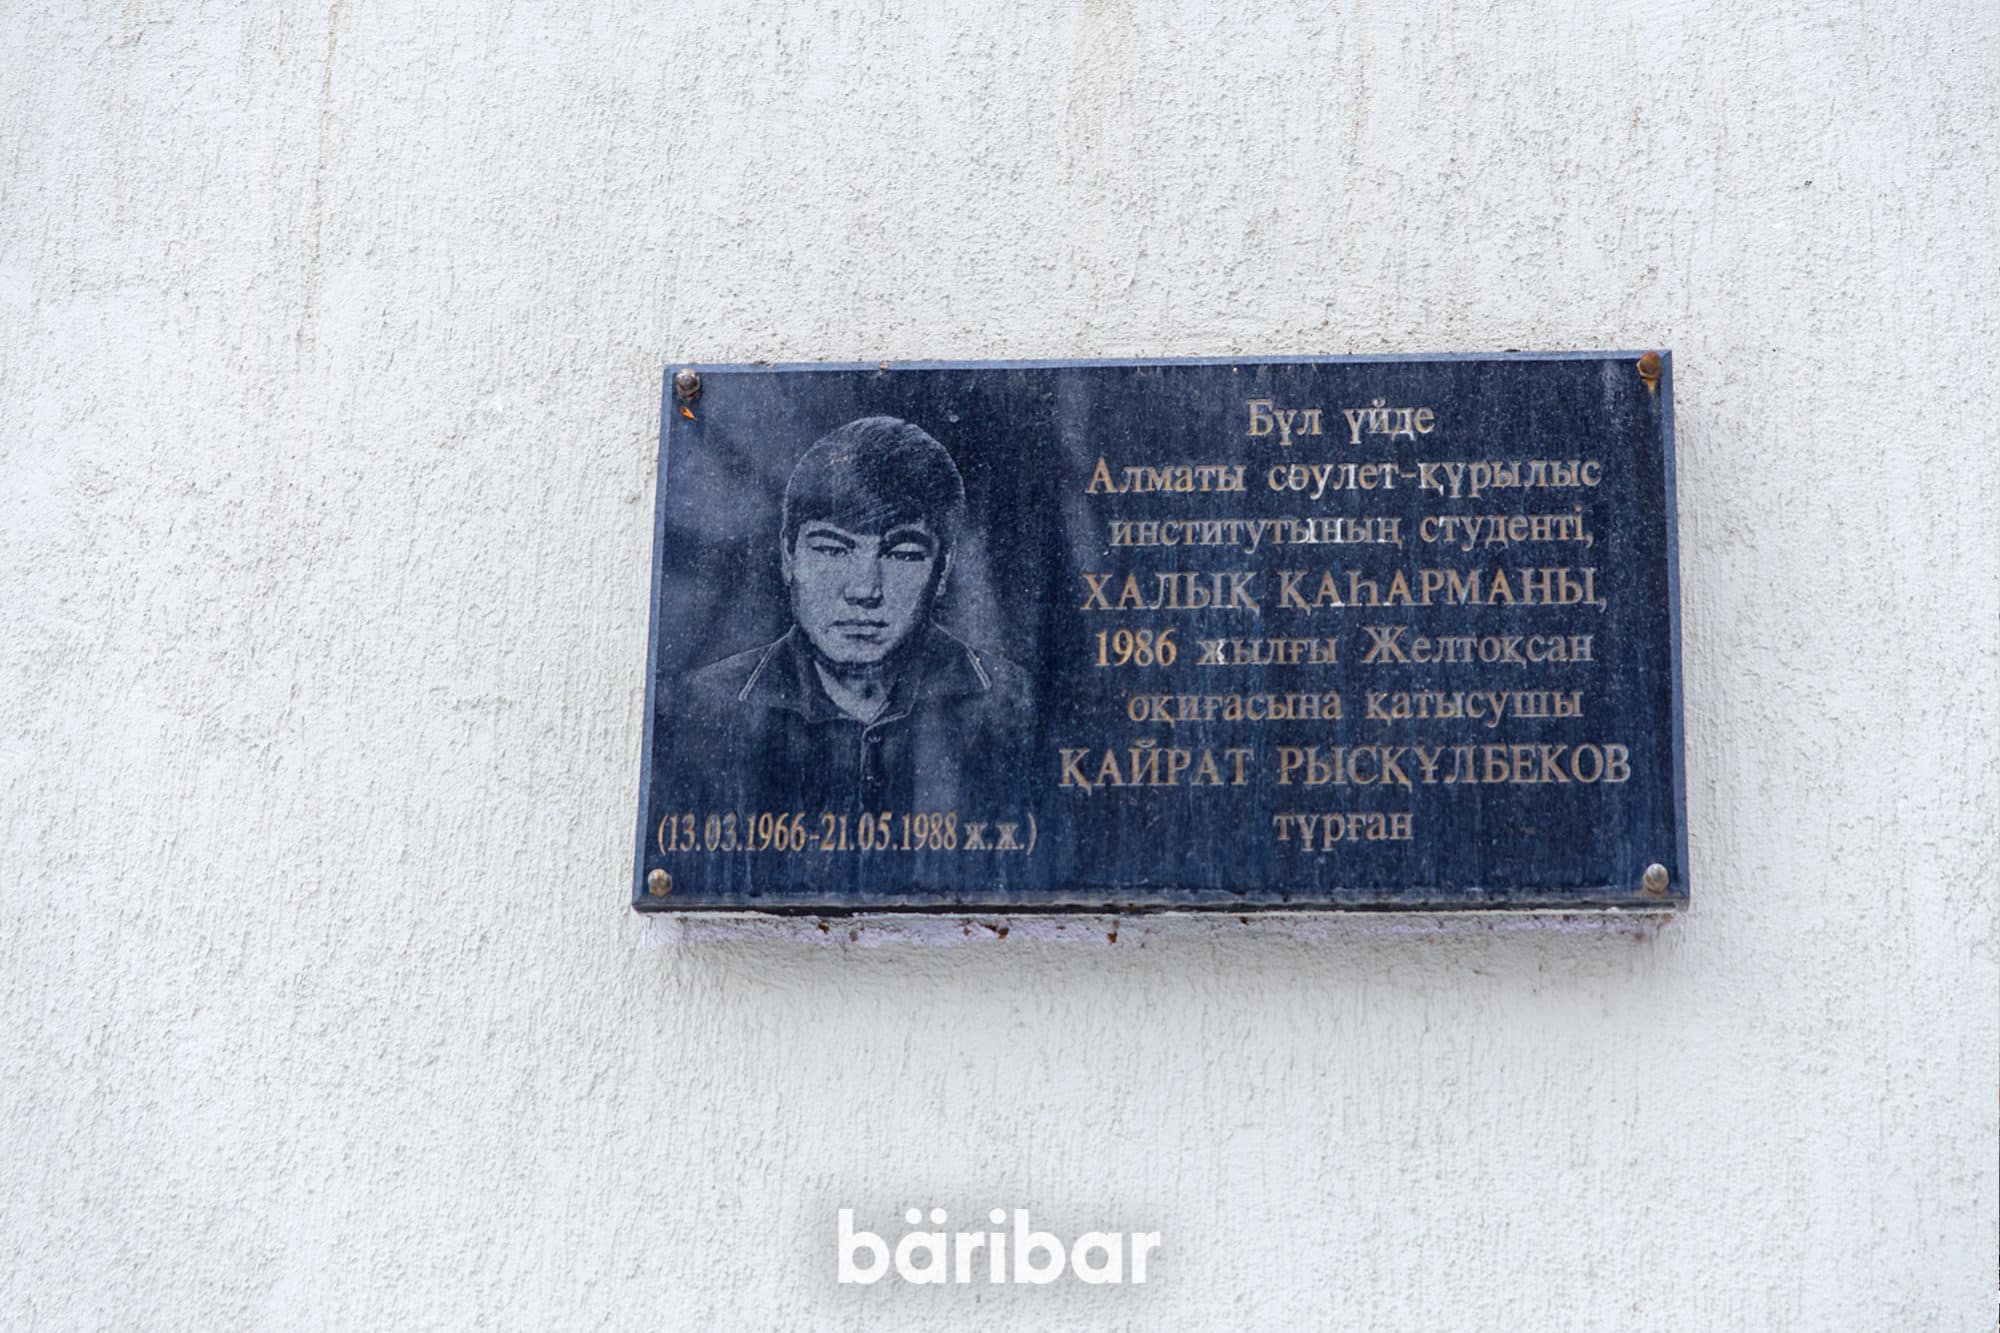 Бұл үйде
Алматы сәулет-құрылыс
институтының студенті,
ХАЛЫҚ ҚАҺАРМАНЫ,
1986 жылғы Желтоқсан
оқиғасына қатысушы
ҚАЙРАТ РЫСҚҰЛБЕКОВ
тұрған
(13.03.1966-21.05.1988 ж.ж.)
bäribar